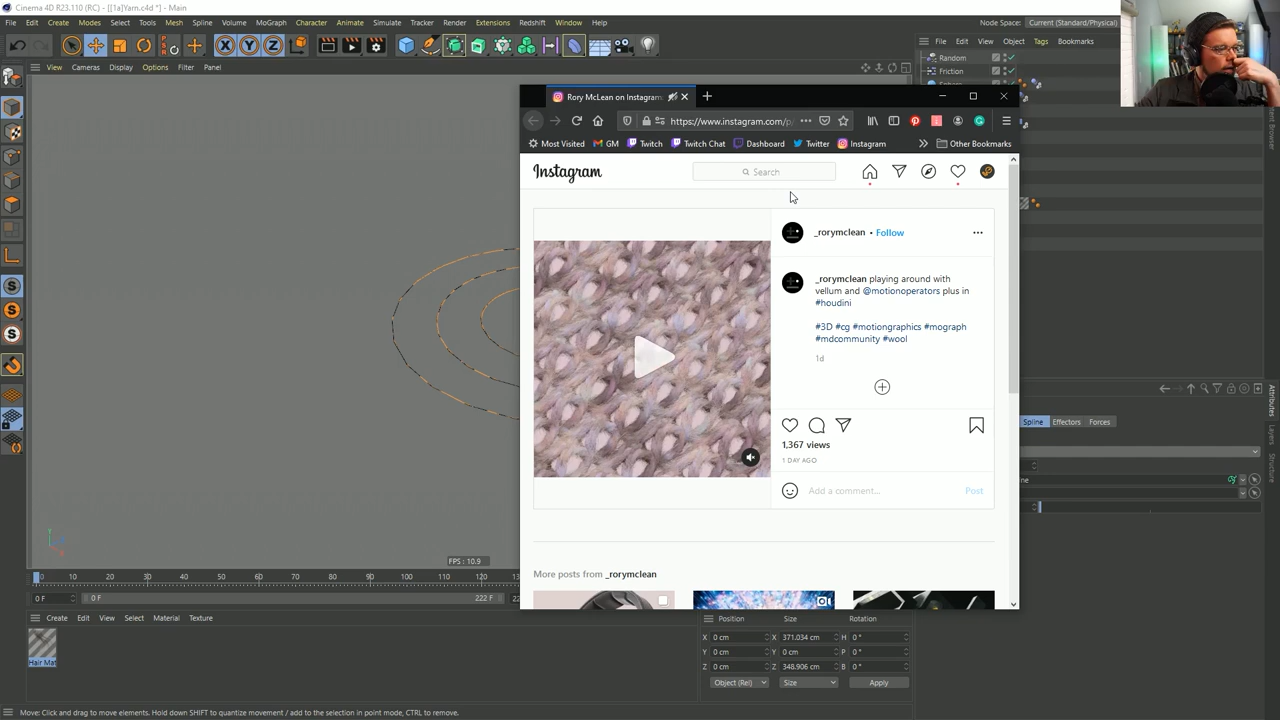 Cinema 4D R23.110 (RC) - [[1a]Yarn.c4d *] - Main
File Edit Create Modes Select Tools Mesh Spline Volume MoGraph Character Animate Simulate Tracker Render Extensions Redshift Window Help
Node Space: Current (Standard/Physical)
View Cameras Display Options Filter Panel
File Edit View Object Tags Bookmarks
Random
Friction
Rory McLean on Instagram
https://www.instagram.com/p/
Most Visited GM Twitch Twitch Chat Dashboard Twitter Instagram Other Bookmarks
Instagram
Search
_rorymclean • Follow
_rorymclean playing around with
vellum and @motionoperators plus in
#houdini
#3D #cg #motiongraphics #mograph
#mdcommunity #wool
1d
1,367 views
1 DAY AGO
Add a comment... Post
More posts from _rorymclean
Attributes
Layers
Structure
Spline Effectors Forces
FPS : 10.9
0 10 20 30 40 50 60 70 80 90 100 110 120
0 F 0 F 222 F
Create Edit View Select Material Texture
Hair Mat
Position Size Rotation
X 0 cm X 371.034 cm H 0 °
Y 0 cm Y 0 cm P 0 °
Z 0 cm Z 348.906 cm B 0 °
Object (Rel) Size Apply
Move: Click and drag to move elements. Hold down SHIFT to quantize movement / add to the selection in point mode, CTRL to remove.